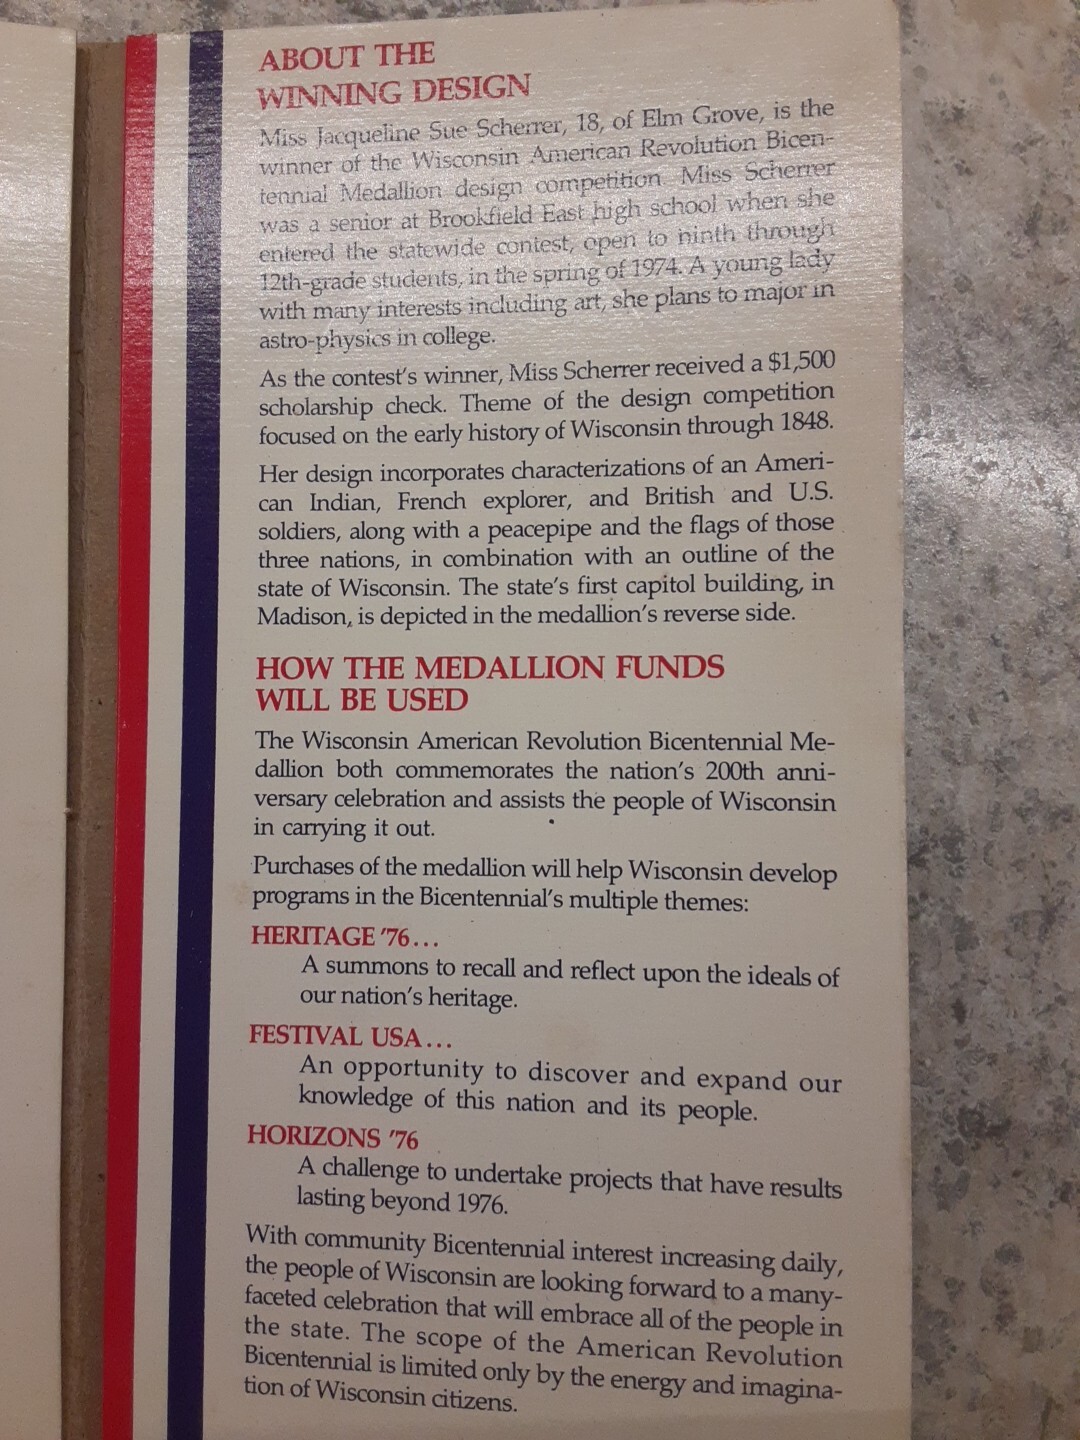 ABOUT THE
WINNING DESIGN
Miss Jacqueline Sue Scherrer, 18, of Elm Grove, is the
winner of the Wisconsin American Revolution Bicen-
tennial Medallion design competition. Miss Scherrer
was a senior at Brookfield East high school when she
entered the statewide contest, open to ninth through
12th-grade students, in the spring of 1974. A young lady
with many interests including art, she plans to major in
astro-physics in college.
As the contest's winner, Miss Scherrer received a $1,500
scholarship check. Theme of the design competition
focused on the early history of Wisconsin through 1848.
Her design incorporates characterizations of an Ameri-
can Indian, French explorer, and British and U.S.
soldiers, along with a peacepipe and the flags of those
three nations, in combination with an outline of the
state of Wisconsin. The state's first capitol building, in
Madison, is depicted in the medallion's reverse side.
HOW THE MEDALLION FUNDS
WILL BE USED
The Wisconsin American Revolution Bicentennial Me-
dallion both commemorates the nation's 200th anni-
versary celebration and assists the people of Wisconsin
in carrying it out.
Purchases of the medallion will help Wisconsin develop
programs in the Bicentennial's multiple themes:
HERITAGE '76...
A summons to recall and reflect upon the ideals of
our nation's heritage.
FESTIVAL USA...
An opportunity to discover and expand our
knowledge of this nation and its people.
HORIZONS '76
A challenge to undertake projects that have results
lasting beyond 1976.
With community Bicentennial interest increasing daily,
the people of Wisconsin are looking forward to a many-
faceted celebration that will embrace all of the people in
the state. The scope of the American Revolution
Bicentennial is limited only by the energy and imagina-
tion of Wisconsin citizens.